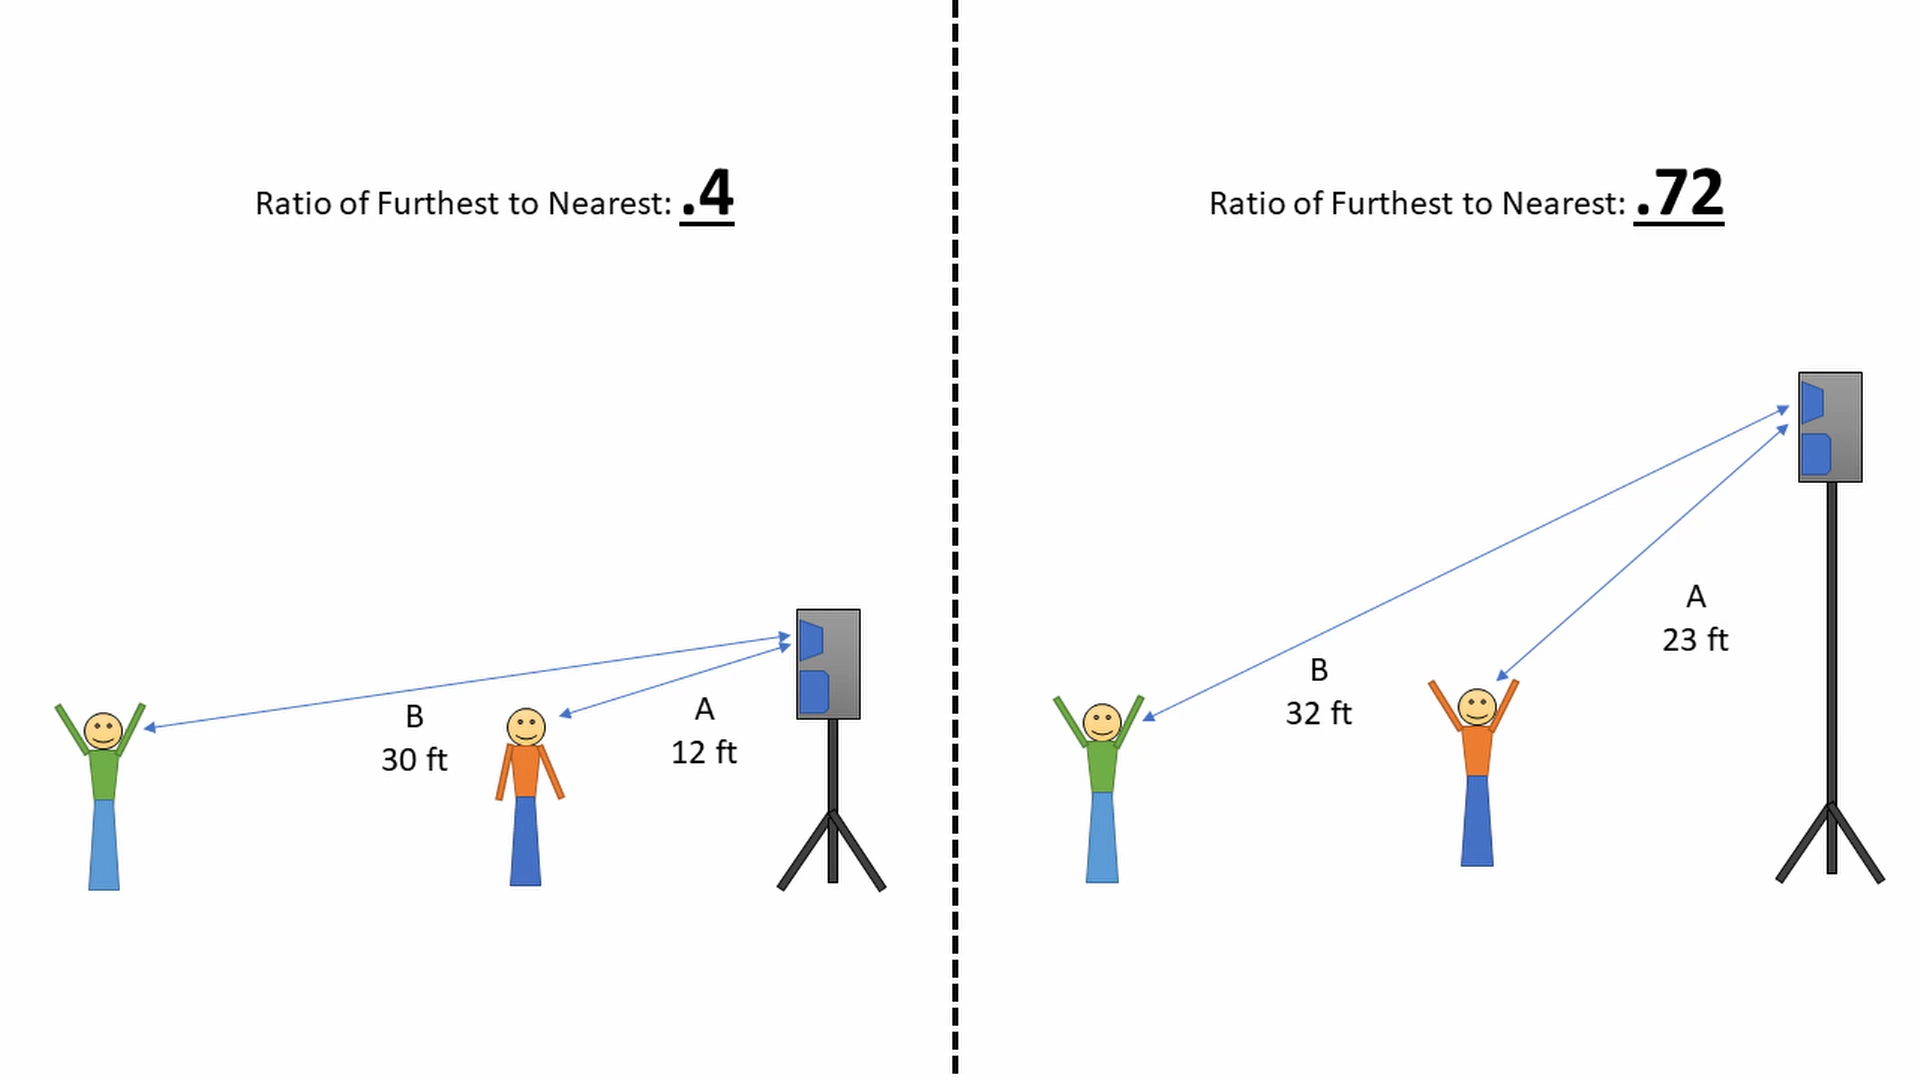 Ratio of Furthest to Nearest: .4
B
30 ft
A
12 ft
Ratio of Furthest to Nearest: .72
A
23 ft
B
32 ft